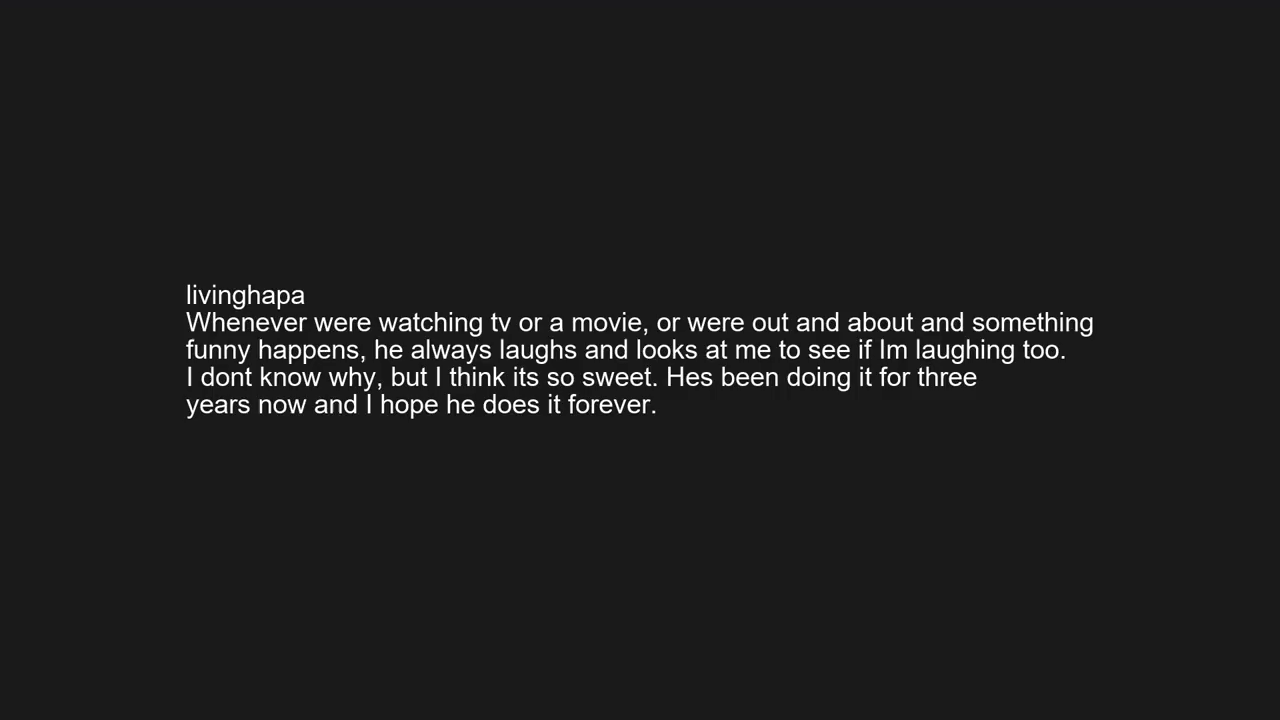 livinghapa
Whenever were watching tv or a movie, or were out and about and something
funny happens, he always laughs and looks at me to see if Im laughing too.
I dont know why, but I think its so sweet. Hes been doing it for three
years now and I hope he does it forever.